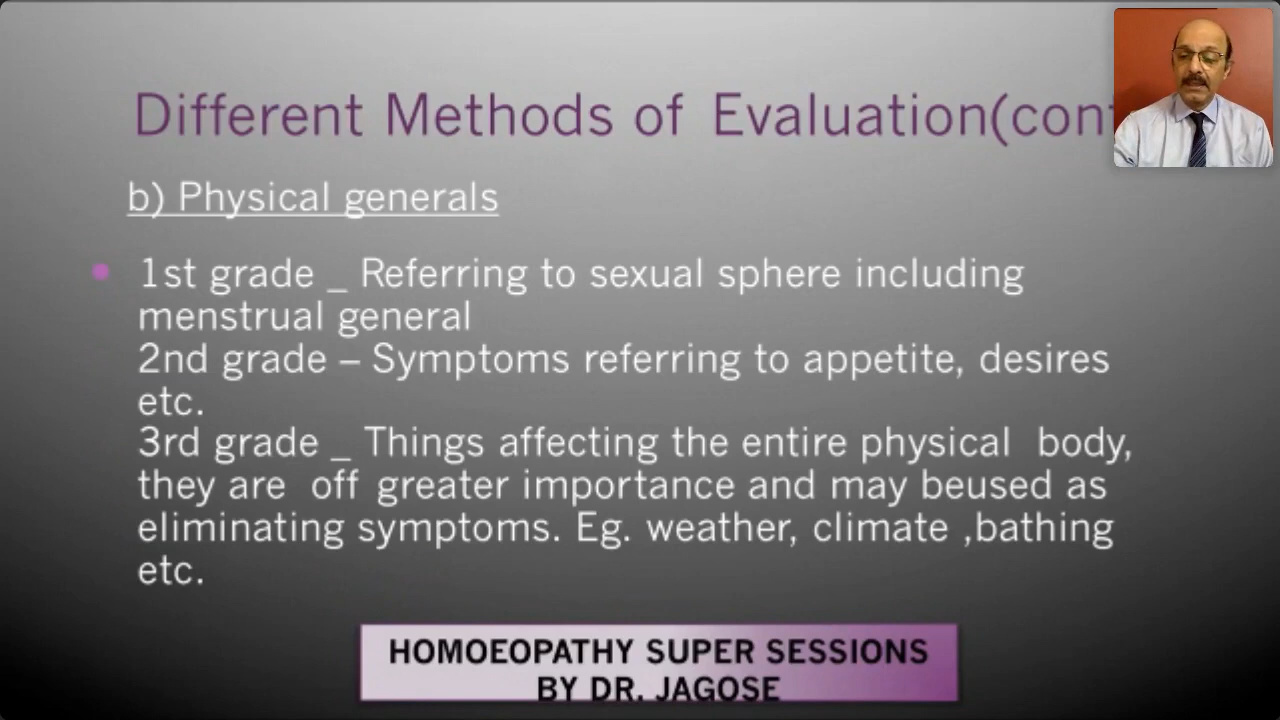 Different Methods of Evaluation(con
b) Physical generals
1st grade _ Referring to sexual sphere including
menstrual general
2nd grade – Symptoms referring to appetite, desires
etc.
3rd grade _ Things affecting the entire physical body,
they are off greater importance and may beused as
eliminating symptoms. Eg. weather, climate ,bathing
etc.
HOMOEOPATHY SUPER SESSIONS
BY DR. JAGOSE